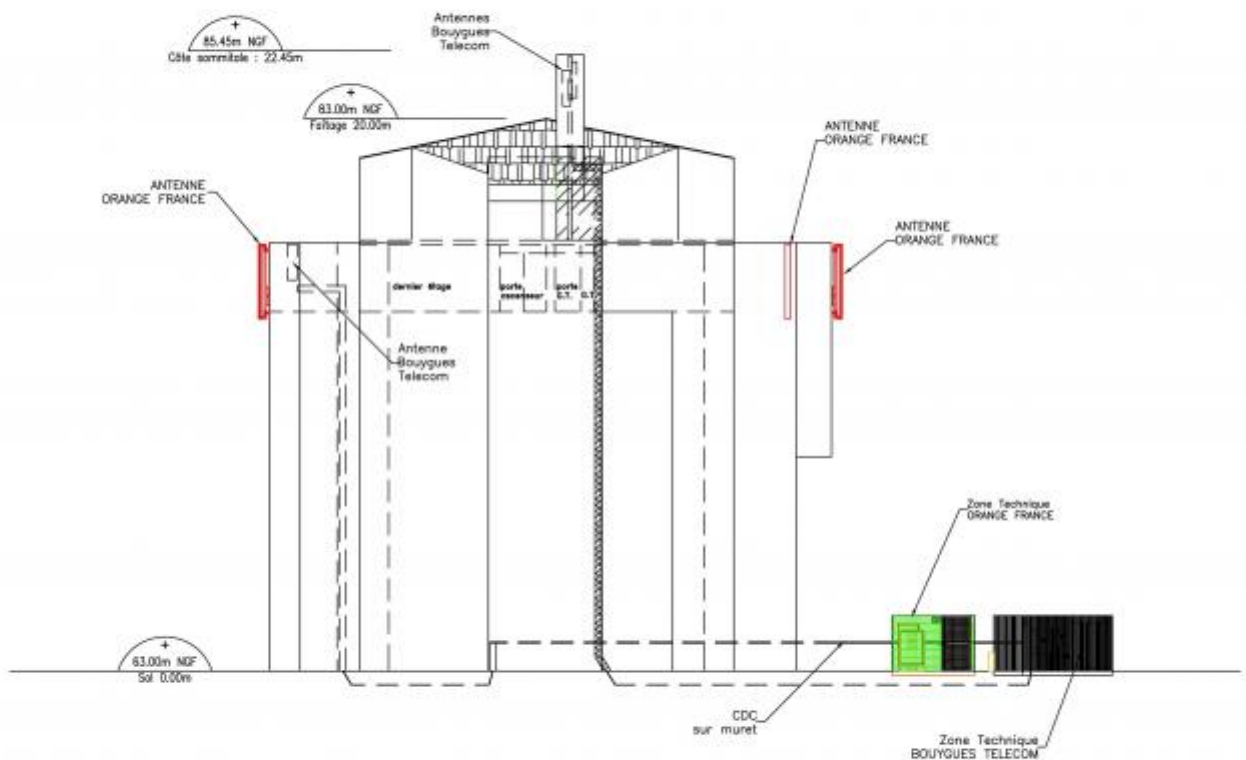 Antennes
Bouygues
Telecom
85.45m NGF
Côte sommitale : 22.45m
83.00m NGF
Faîtage 20.00m
ANTENNE
ORANGE FRANCE
ANTENNE
ORANGE FRANCE
ANTENNE
ORANGE FRANCE
dernier étage
porte
ascenseur
porte
G.T.
G.T
Antenne
Bouygues
Telecom
Zone Technique
ORANGE FRANCE
63.00m NGF
Sol 0.00m
CDC
sur muret
Zone Technique
BOUYGUES TELECOM